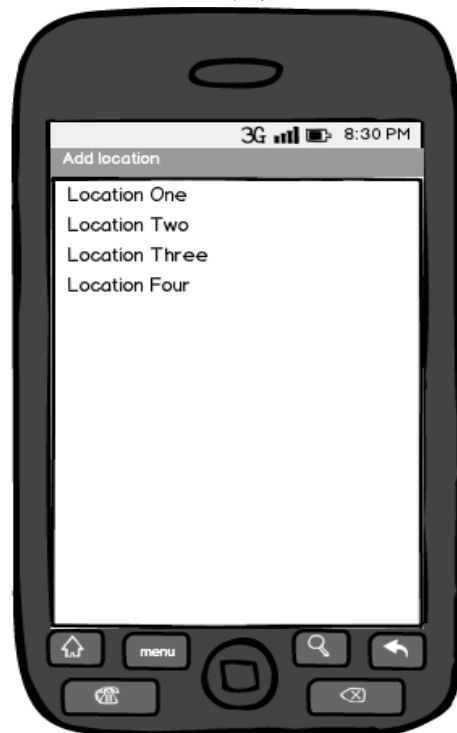 3G 8:30 PM
Add location
Location One
Location Two
Location Three
Location Four
menu